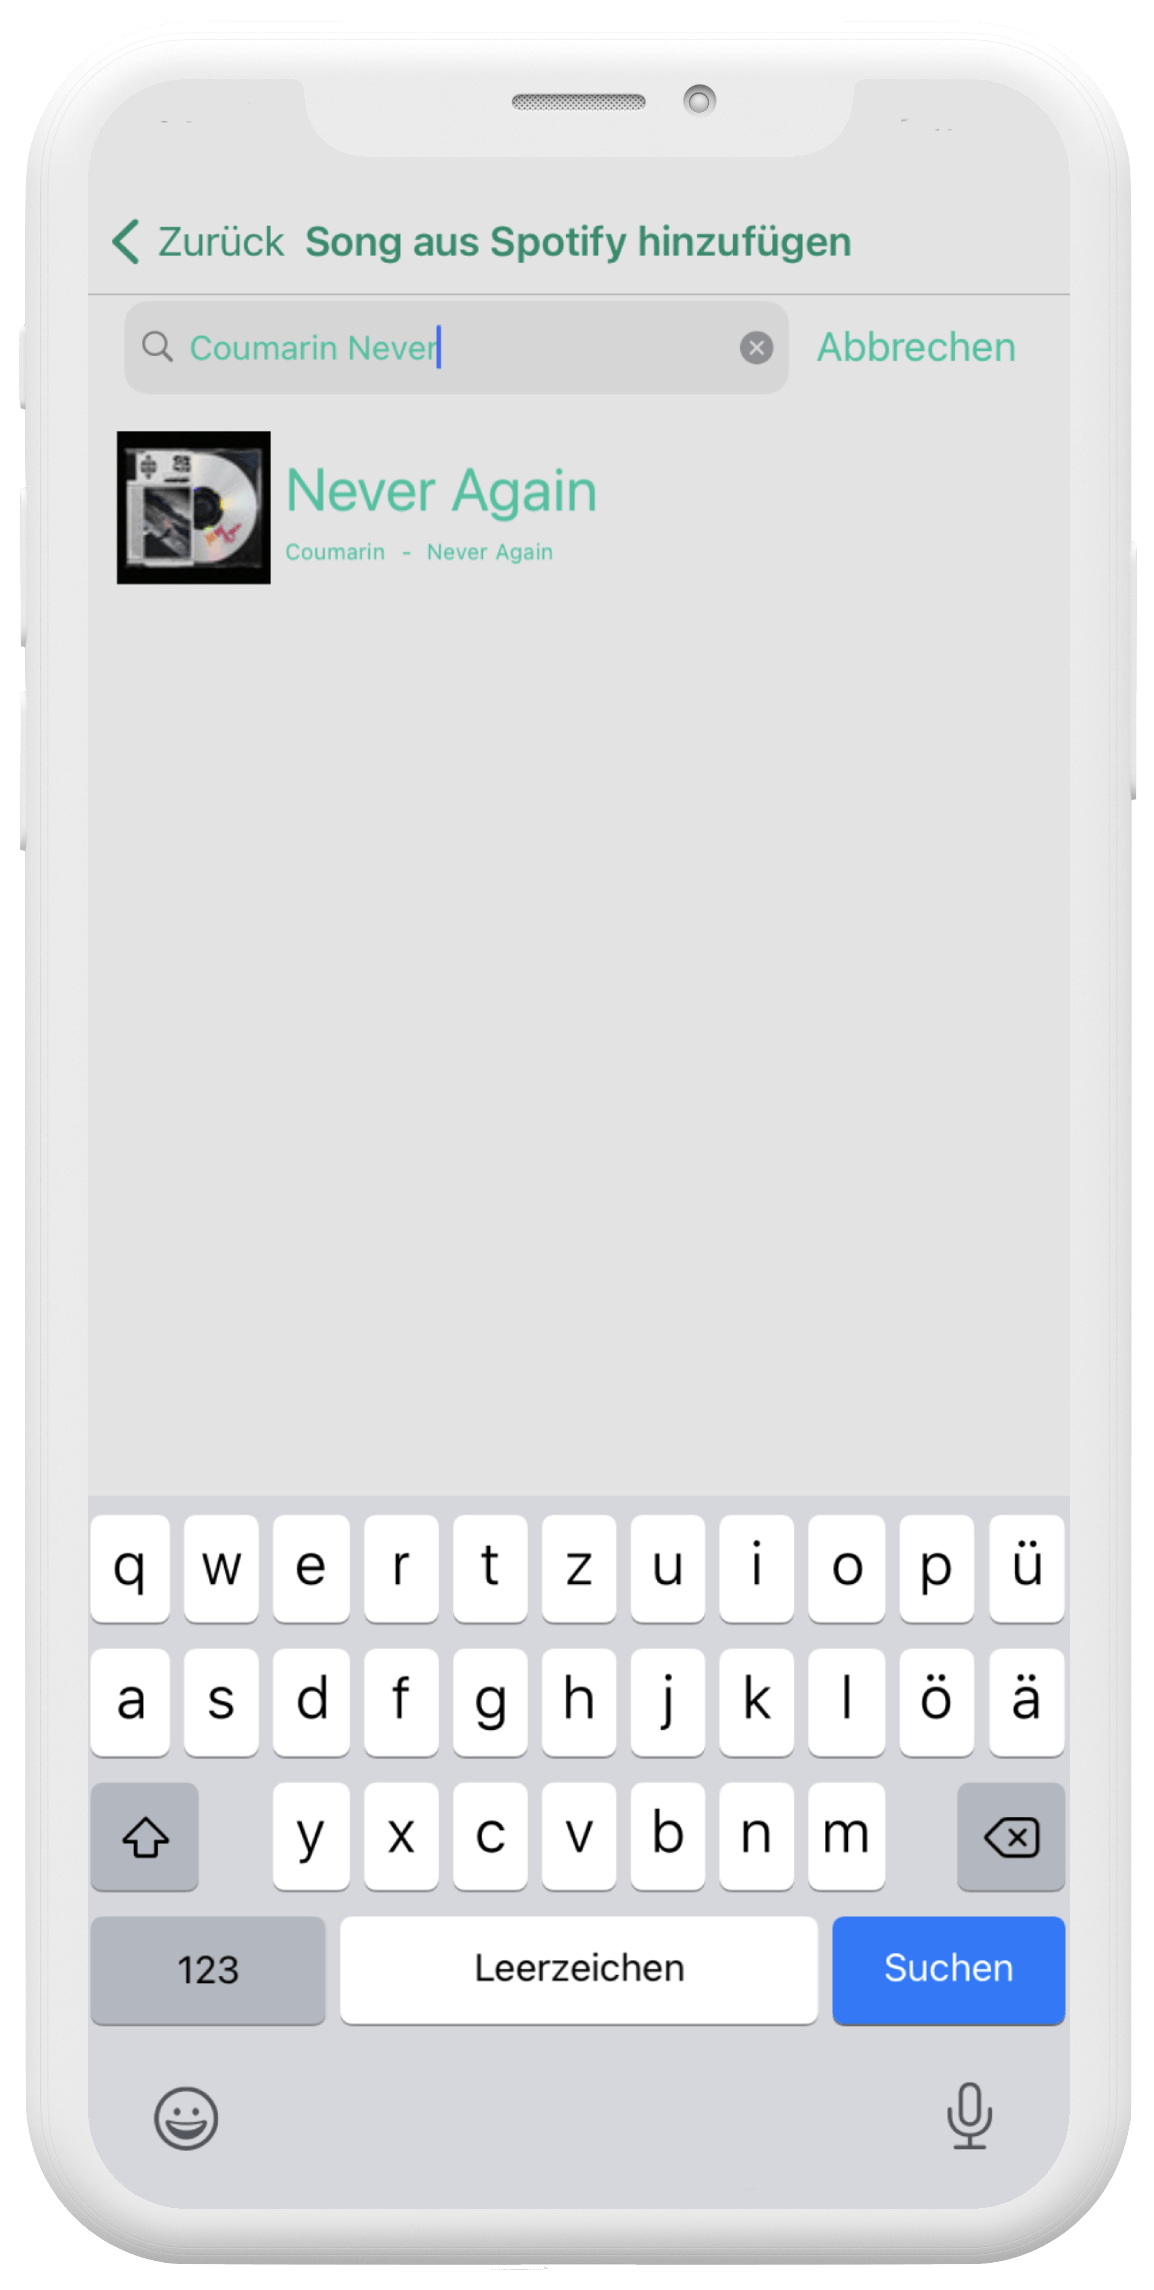 Zurück Song aus Spotify hinzufügen
Coumarin Never Abbrechen
Never Again
Coumarin - Never Again
q w e r t z u i o p ü
a s d f g h j k l ö ä
y x c v b n m
123 Leerzeichen Suchen